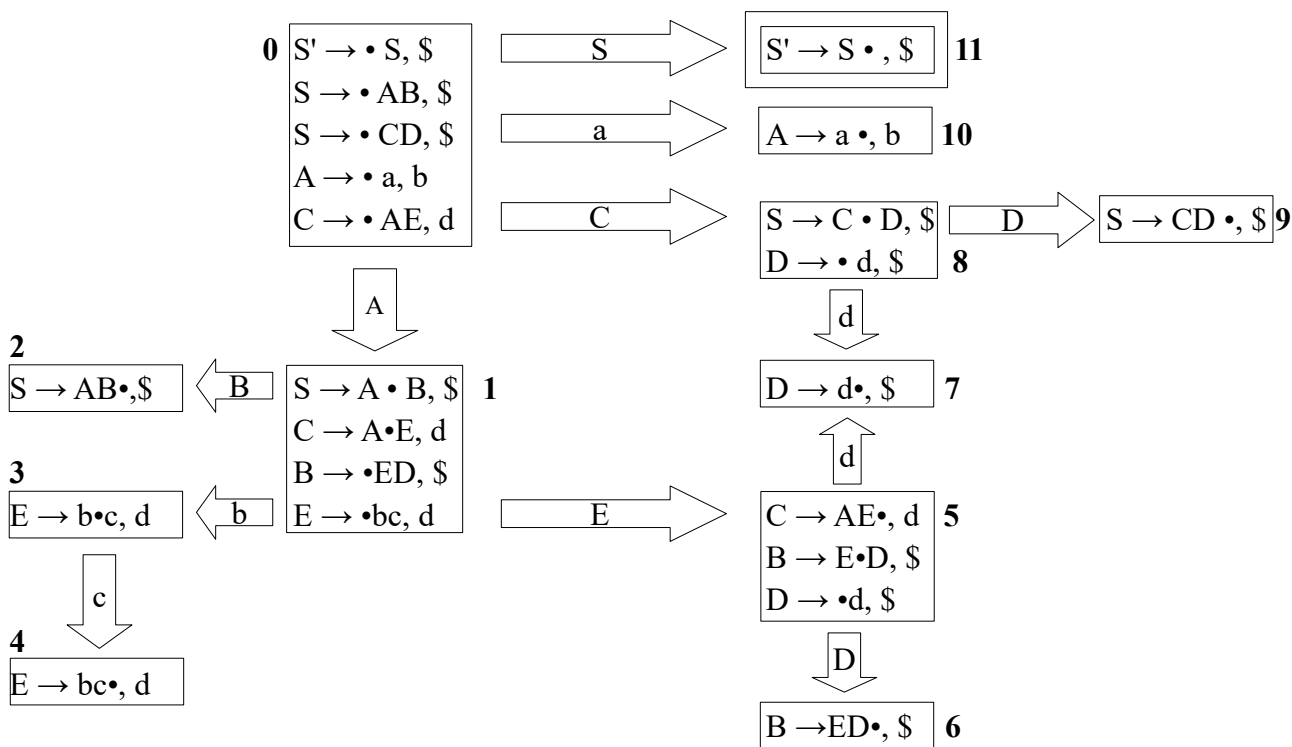 0
S' → • S, $
S → • AB, $
S → • CD, $
A → • a, b
C → • AE, d
S
S' → S • , $
11
a
A → a •, b
10
C
S → C • D, $
D → • d, $
8
D
S → CD •, $
9
A
d
2
S → AB•,$
B
S → A • B, $
C → A•E, d
B → •ED, $
E → •bc, d
1
D → d•, $
7
d
3
E → b•c, d
b
E
C → AE•, d
B → E•D, $
D → •d, $
5
c
4
E → bc•, d
D
B →ED•, $
6